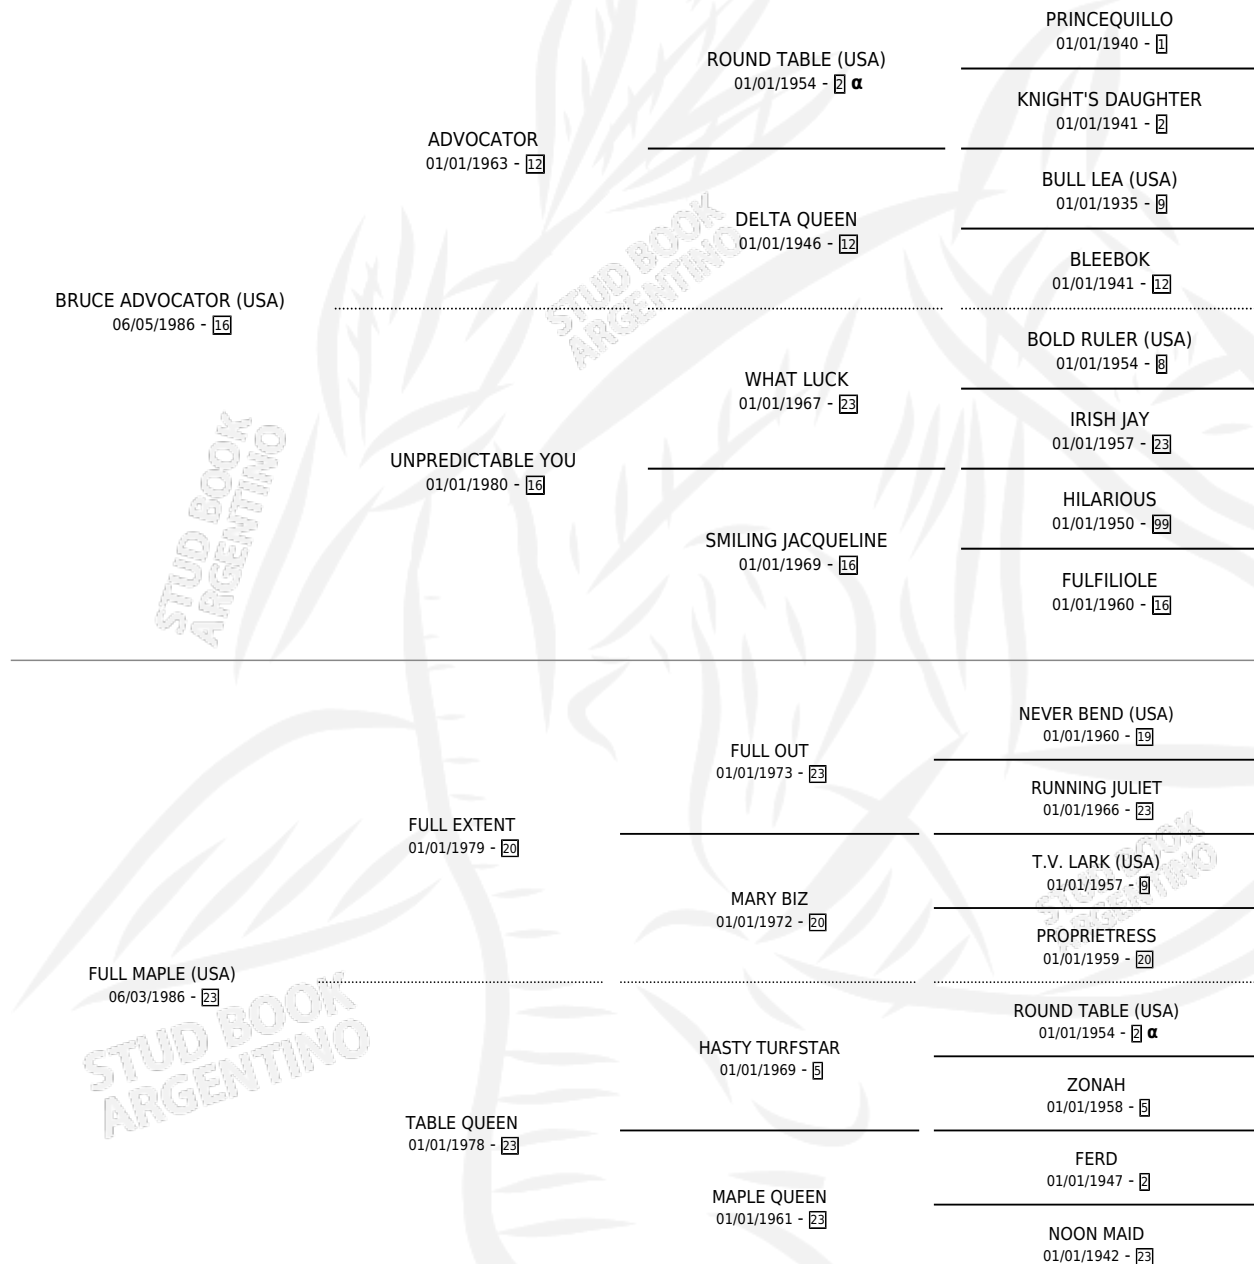 PRINCEQUILLO
01/01/1940 - 1
ROUND TABLE (USA)
01/01/1954 - 2 α
KNIGHT'S DAUGHTER
01/01/1941 - 2
ADVOCATOR
01/01/1963 - 12
BULL LEA (USA)
01/01/1935 - 9
DELTA QUEEN
01/01/1946 - 12
BLEEBOK
01/01/1941 - 12
BRUCE ADVOCATOR (USA)
06/05/1986 - 16
STUD BOOK
ARGENTINO
BOLD RULER (USA)
01/01/1954 - 8
WHAT LUCK
01/01/1967 - 23
IRISH JAY
01/01/1957 - 23
UNPREDICTABLE YOU
01/01/1980 - 16
HILARIOUS
01/01/1950 - 99
SMILING JACQUELINE
01/01/1969 - 16
FULFILIOLE
01/01/1960 - 16
STUD BOOK
ARGENTINO
NEVER BEND (USA)
01/01/1960 - 19
FULL OUT
01/01/1973 - 23
RUNNING JULIET
01/01/1966 - 23
FULL EXTENT
01/01/1979 - 20
T.V. LARK (USA)
01/01/1957 - 9
MARY BIZ
01/01/1972 - 20
PROPRIETRESS
01/01/1959 - 20
STUD BOOK
ARGENTINO
FULL MAPLE (USA)
06/03/1986 - 23
STUD BOOK
ARGENTINO
ROUND TABLE (USA)
01/01/1954 - 2 α
HASTY TURFSTAR
01/01/1969 - 5
ZONAH
01/01/1958 - 5
TABLE QUEEN
01/01/1978 - 23
FERD
01/01/1947 - 2
MAPLE QUEEN
01/01/1961 - 23
NOON MAID
01/01/1942 - 23